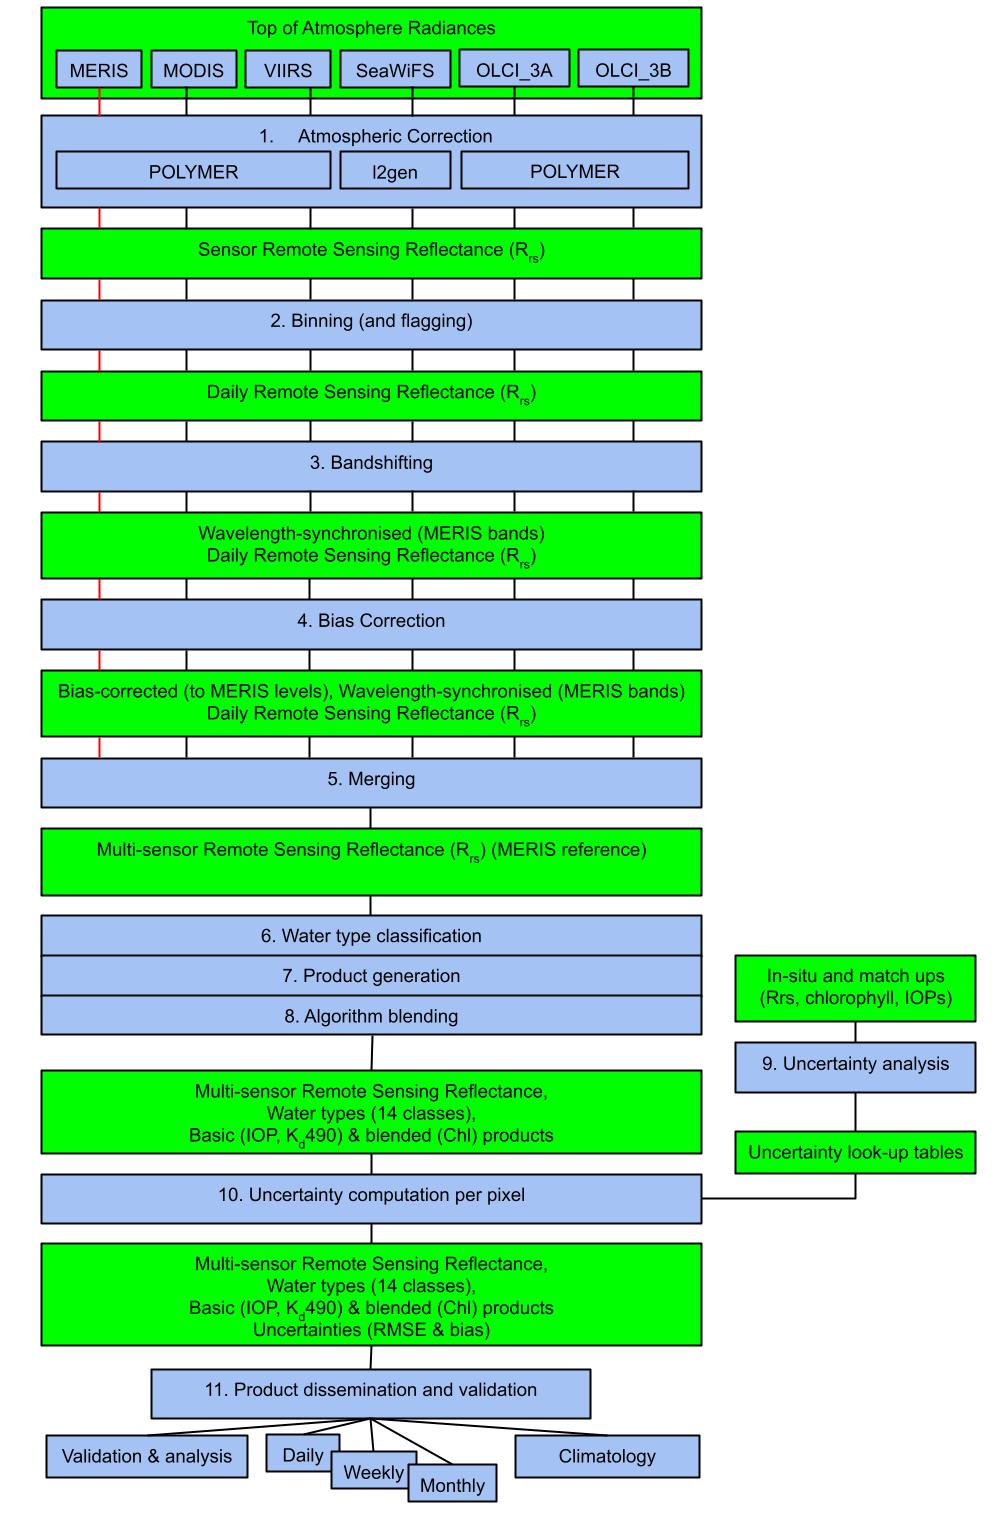 Top of Atmosphere Radiances
MERIS MODIS VIIRS SeaWiFS OLCI_3A OLCI_3B
1. Atmospheric Correction
POLYMER l2gen POLYMER
Sensor Remote Sensing Reflectance (Rrs)
2. Binning (and flagging)
Daily Remote Sensing Reflectance (Rrs)
3. Bandshifting
Wavelength-synchronised (MERIS bands)
Daily Remote Sensing Reflectance (Rrs)
4. Bias Correction
Bias-corrected (to MERIS levels), Wavelength-synchronised (MERIS bands)
Daily Remote Sensing Reflectance (Rrs)
5. Merging
Multi-sensor Remote Sensing Reflectance (Rrs) (MERIS reference)
6. Water type classification
7. Product generation
8. Algorithm blending
In-situ and match ups
(Rrs, chlorophyll, IOPs)
9. Uncertainty analysis
Uncertainty look-up tables
Multi-sensor Remote Sensing Reflectance,
Water types (14 classes),
Basic (IOP, Kd490) & blended (Chl) products
10. Uncertainty computation per pixel
Multi-sensor Remote Sensing Reflectance,
Water types (14 classes),
Basic (IOP, Kd490) & blended (Chl) products
Uncertainties (RMSE & bias)
11. Product dissemination and validation
Validation & analysis
Daily
Weekly
Monthly
Climatology